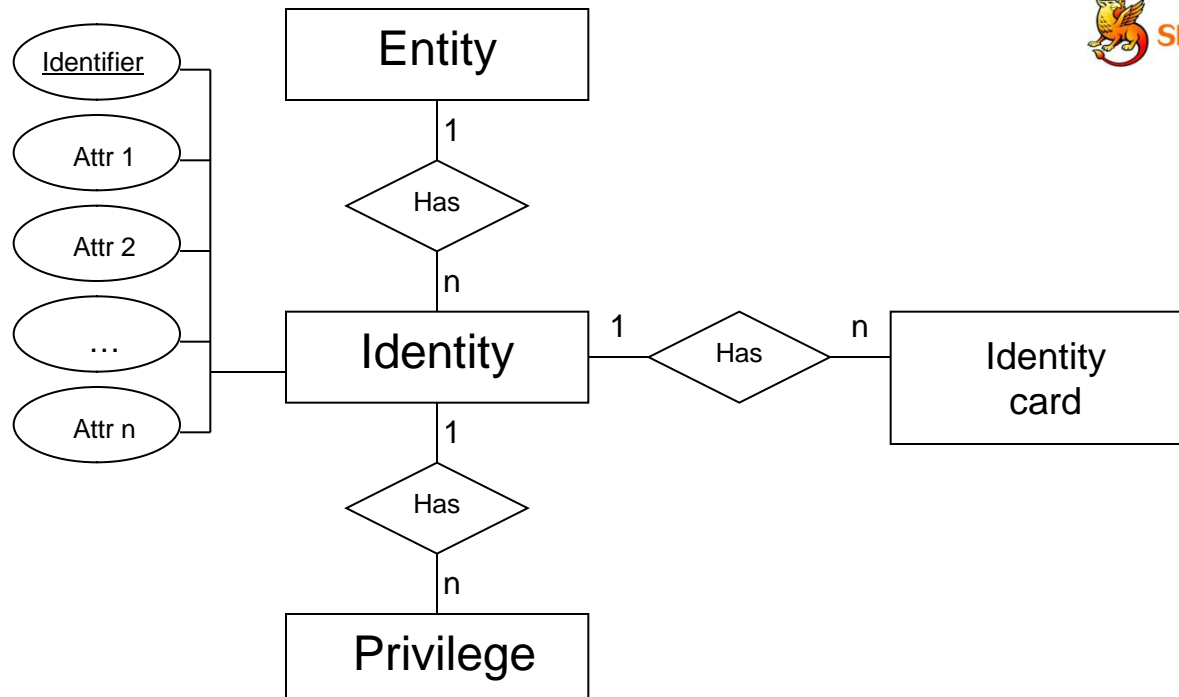 Entity
Identifier
1
Attr 1
Has
Attr 2
n
Identity
1
Has
n
Identity
card
...
Attr n
1
Has
n
Privilege